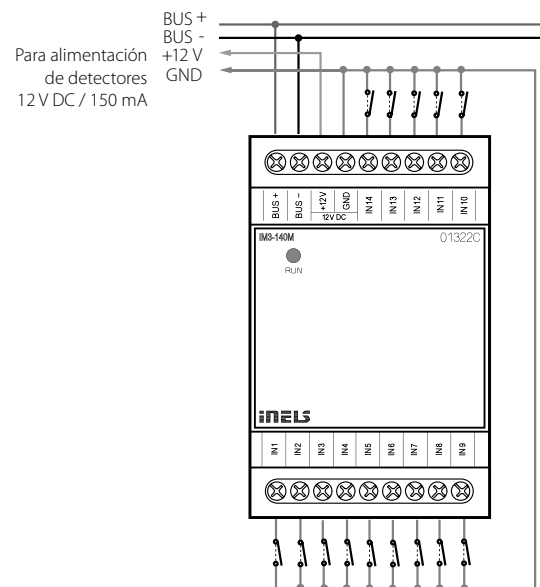 BUS +
BUS -
Para alimentación +12 V
de detectores GND
12 V DC / 150 mA
BUS + BUS - +12V GND IN14 IN13 IN12 IN11 IN10
12V DC
IM3-140M 01322C
RUN
iNELS
IN1 IN2 IN3 IN4 IN5 IN6 IN7 IN8 IN9